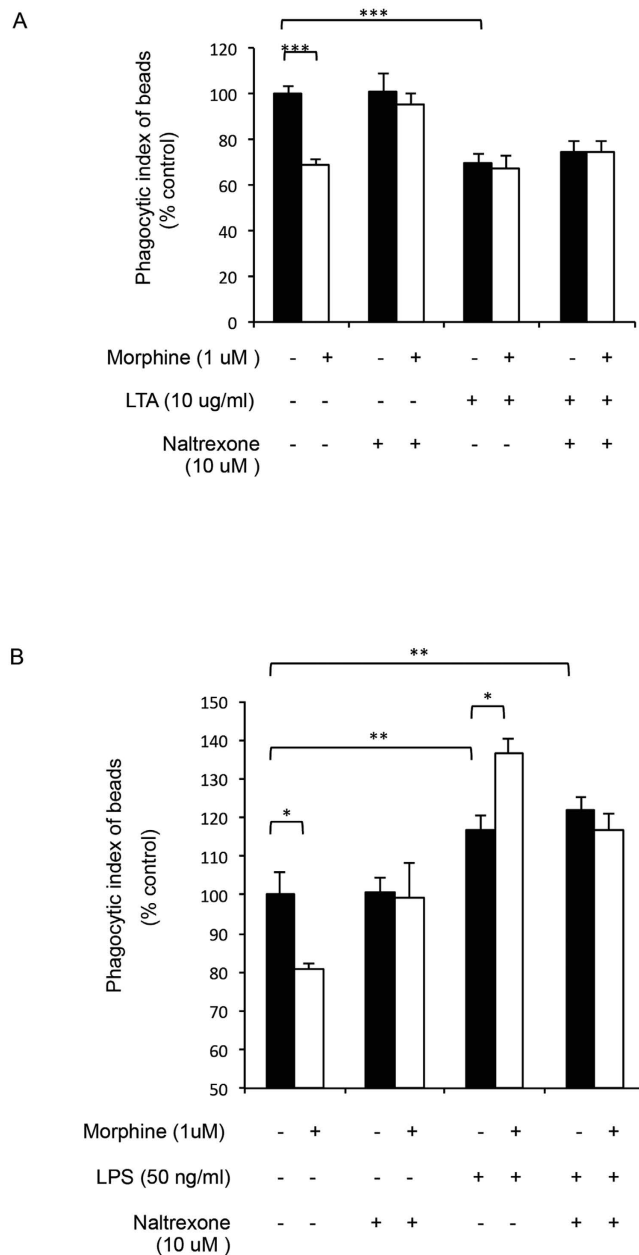 A
***
***
Phagocytic index of beads
(% control)
120
100
80
60
40
20
0
Morphine (1 uM ) - + - + - + - +
LTA (10 ug/ml) - - - - + + + +
Naltrexone
(10 uM ) - - + + - - + +
B
**
*
**
*
Phagocytic index of beads
(% control)
150
140
130
120
110
100
90
80
70
60
50
Morphine (1uM) - + - + - + - +
LPS (50 ng/ml) - - - - + + + +
Naltrexone
(10 uM ) - - + + - - + +